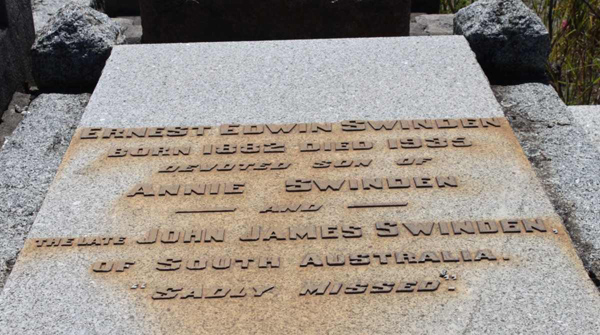 ERNEST EDWIN SWINDEN
BORN 1882 DIED 1935
DEVOTED SON OF
ANNIE SWINDEN
AND
THE LATE JOHN JAMES SWINDEN,
OF SOUTH AUSTRALIA.
"SADLY MISSED".